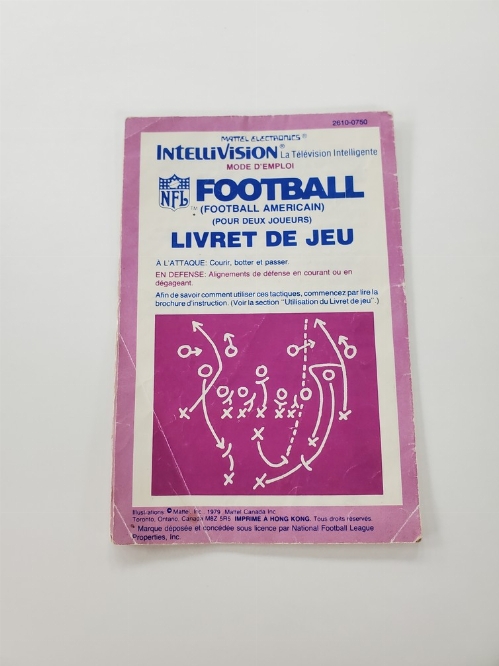 2610-0780
MATTEL ELECTRONICS®
INTELLIVISION® La Télévision Intelligente
MODE D'EMPLOI
NFL FOOTBALL
TM (FOOTBALL AMERICAIN)
(POUR DEUX JOUEURS)
LIVRET DE JEU
A L'ATTAQUE: Courir, botter et passer.
EN DEFENSE: Alignements de défense en courant ou en
dégageant.
Afin de savoir comment utiliser ces tactiques, commencez par lire la
brochure d'instruction. (Voir la section "Utilisation du Livret de jeu".)
Illustrations: © Mattel, Inc. 1979 Mattel Canada Inc.
Toronto, Ontario, Canada M8Z 5R5 IMPRIME A HONG KONG. Tous droits réservés.
Marque déposée et concédée sous licence par National Football League
Properties, Inc.